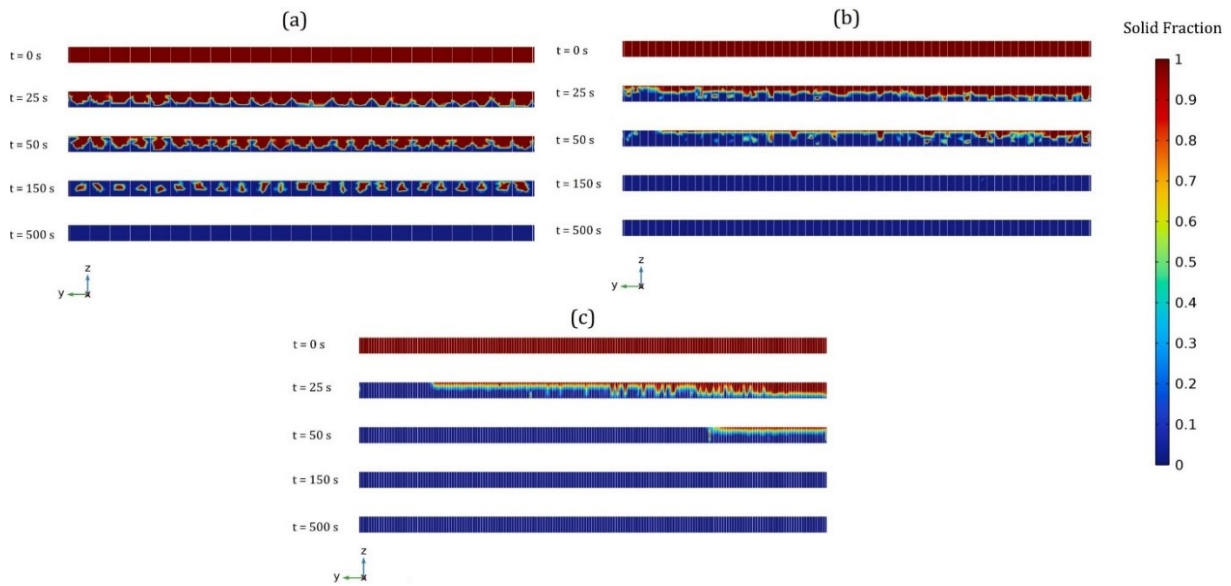 (a)
t = 0 s
t = 25 s
t = 50 s
t = 150 s
t = 500 s
z
y
x
(b)
t = 0 s
t = 25 s
t = 50 s
t = 150 s
t = 500 s
z
y
x
Solid Fraction
1
0.9
0.8
0.7
0.6
0.5
0.4
0.3
0.2
0.1
0
(c)
t = 0 s
t = 25 s
t = 50 s
t = 150 s
t = 500 s
z
y
x